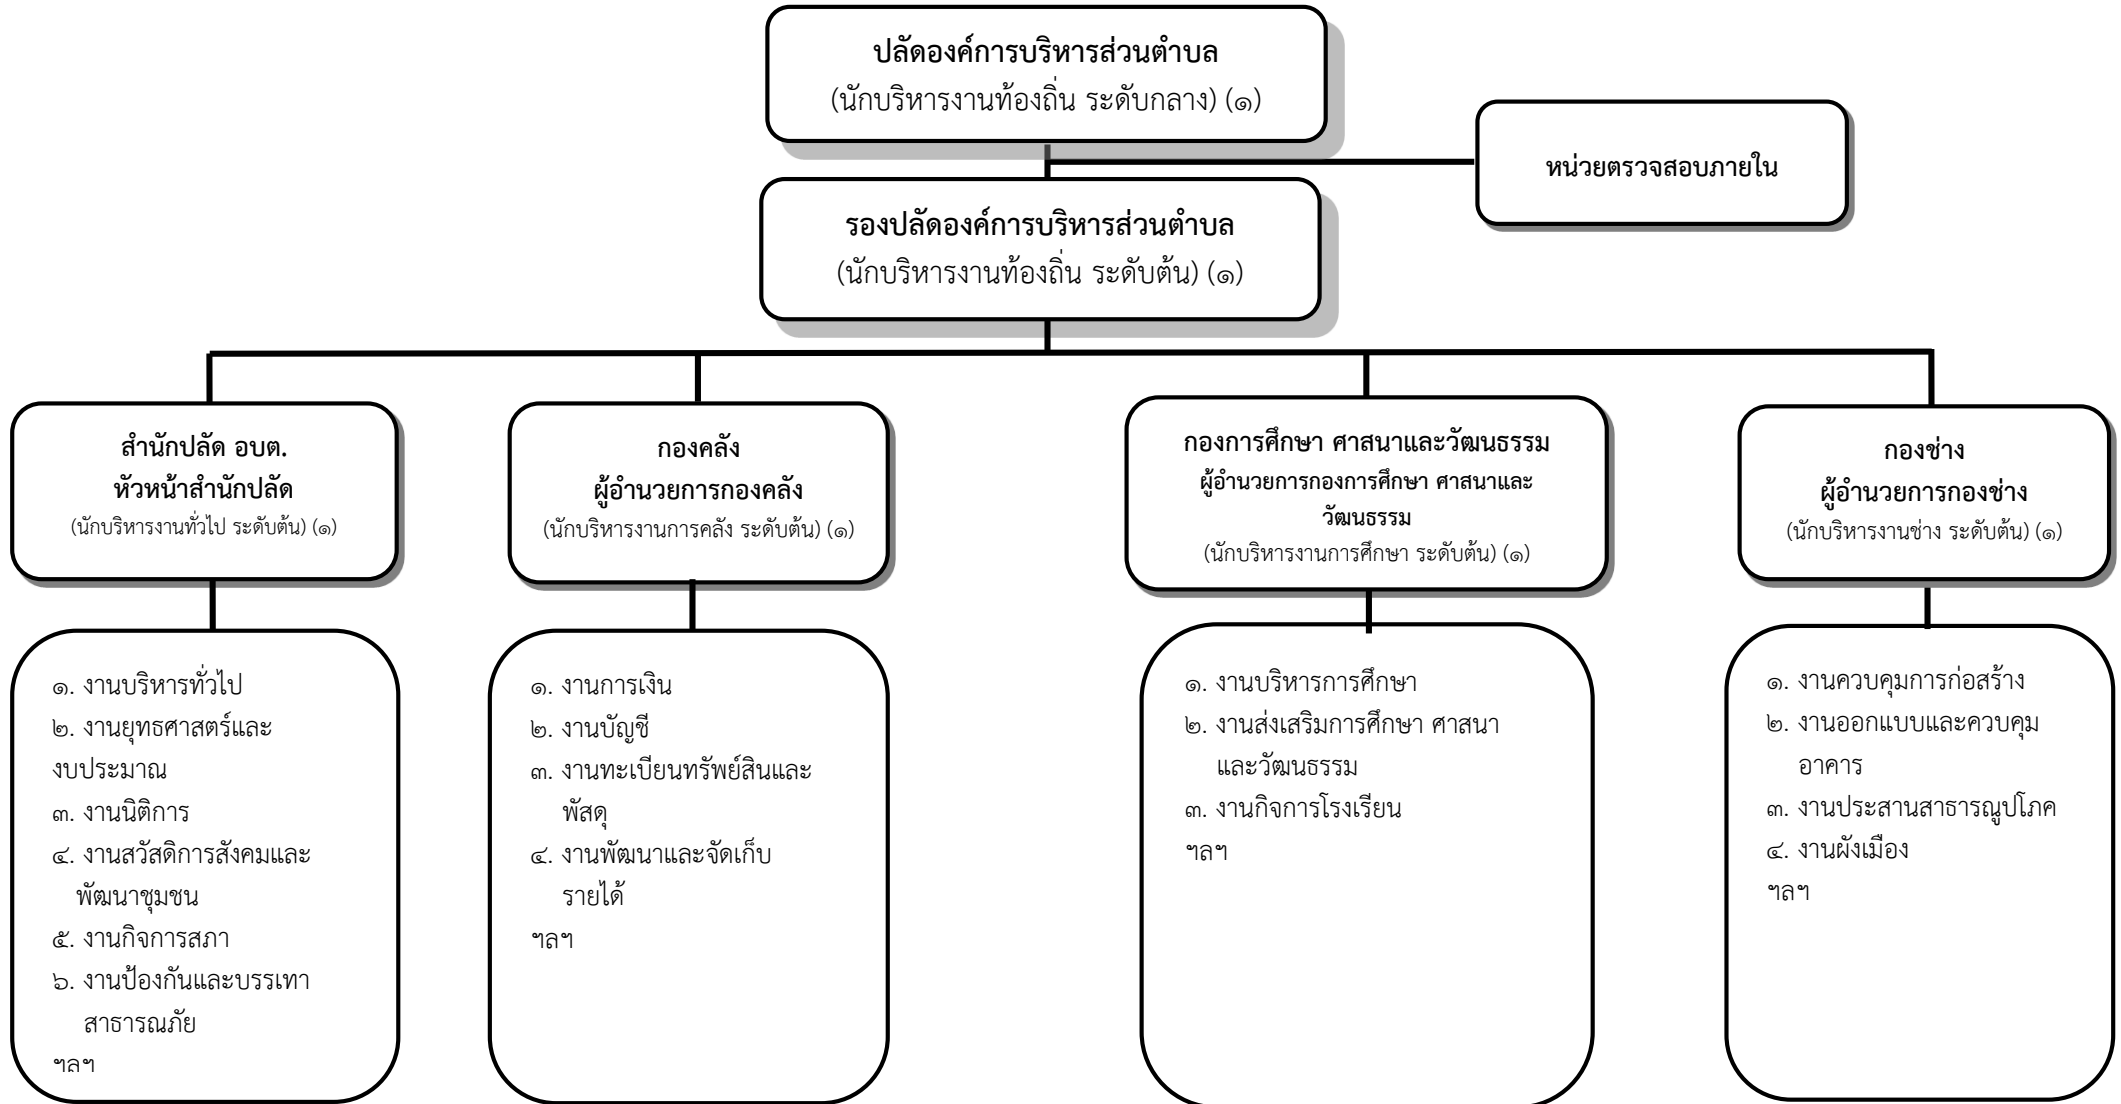 ปลัดองค์การบริหารส่วนตำบล
(นักบริหารงานท้องถิ่น ระดับกลาง) (๑)
หน่วยตรวจสอบภายใน
รองปลัดองค์การบริหารส่วนตำบล
(นักบริหารงานท้องถิ่น ระดับต้น) (๑)
สำนักปลัด อบต.
หัวหน้าสำนักปลัด
(นักบริหารงานทั่วไป ระดับต้น) (๑)
กองคลัง
ผู้อำนวยการกองคลัง
(นักบริหารงานการคลัง ระดับต้น) (๑)
กองการศึกษา ศาสนาและวัฒนธรรม
ผู้อำนวยการกองการศึกษา ศาสนาและ
วัฒนธรรม
(นักบริหารงานการศึกษา ระดับต้น) (๑)
กองช่าง
ผู้อำนวยการกองช่าง
(นักบริหารงานช่าง ระดับต้น) (๑)
๑. งานบริหารทั่วไป
๒. งานยุทธศาสตร์และ
งบประมาณ
๓. งานนิติการ
๔. งานสวัสดิการสังคมและ
พัฒนาชุมชน
๕. งานกิจการสภา
๖. งานป้องกันและบรรเทา
สาธารณภัย
ฯลฯ
๑. งานการเงิน
๒. งานบัญชี
๓. งานทะเบียนทรัพย์สินและ
พัสดุ
๔. งานพัฒนาและจัดเก็บ
รายได้
ฯลฯ
๑. งานบริหารการศึกษา
๒. งานส่งเสริมการศึกษา ศาสนา
และวัฒนธรรม
๓. งานกิจการโรงเรียน
ฯลฯ
๑. งานควบคุมการก่อสร้าง
๒. งานออกแบบและควบคุม
อาคาร
๓. งานประสานสาธารณูปโภค
๔. งานผังเมือง
ฯลฯ